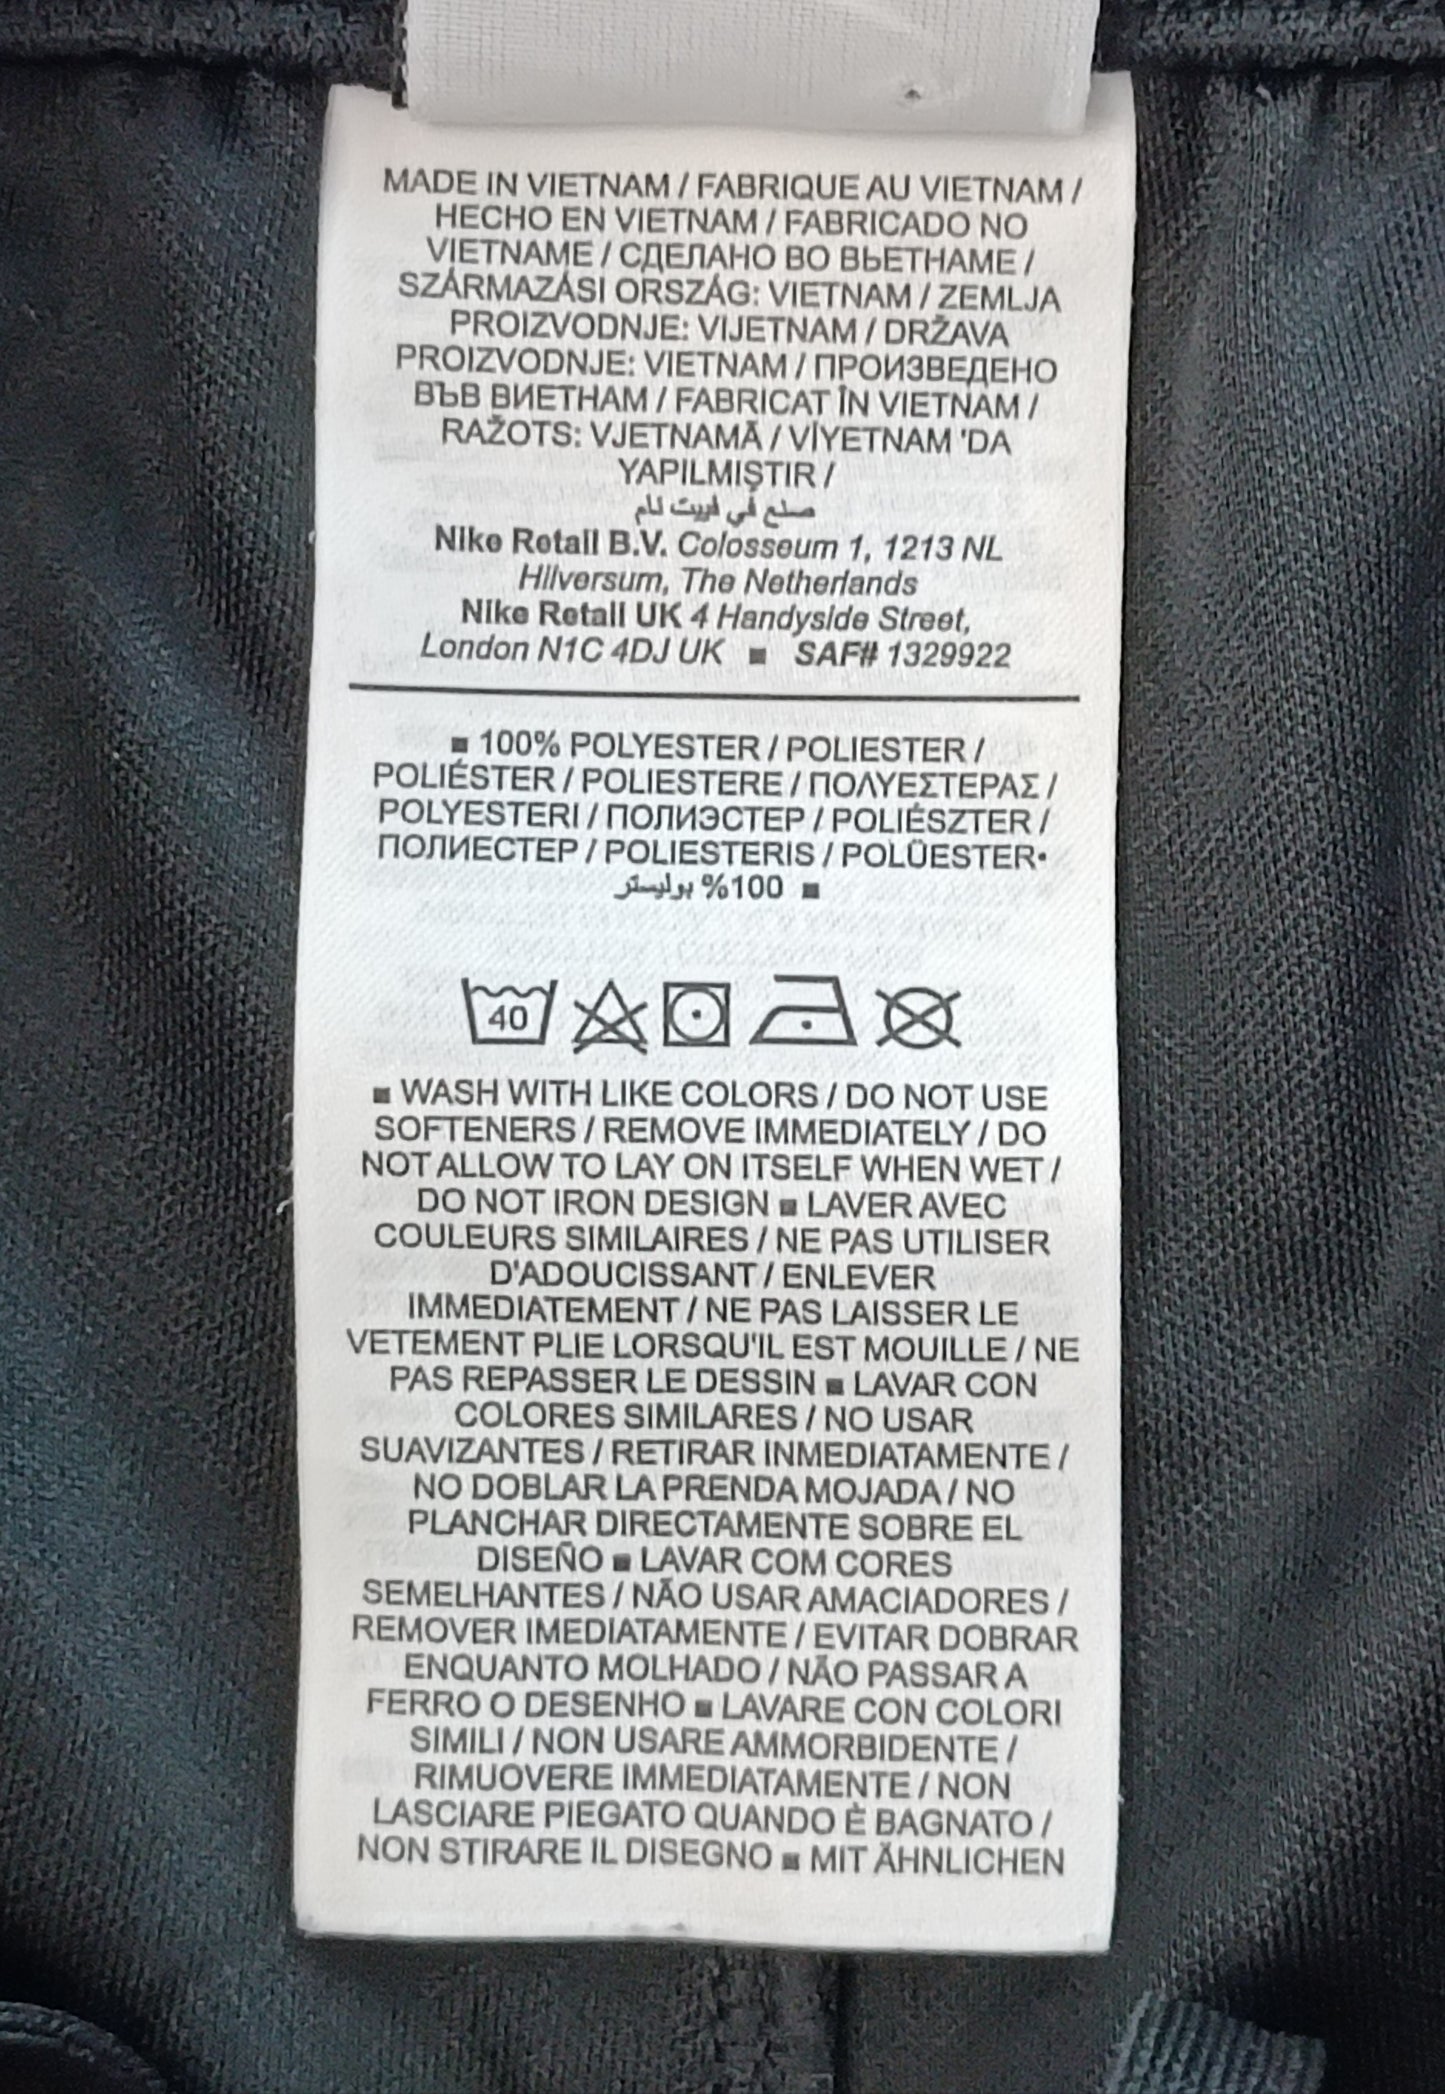 MADE IN VIETNAM / FABRIQUE AU VIETNAM /
HECHO EN VIETNAM / FABRICADO NO
VIETNAME / СДЕЛАНО ВО ВЬЕТНАМЕ /
SZÁRMAZÁSI ORSZÁG: VIETNAM / ZEMLJA
PROIZVODNJE: VIJETNAM / DRŽAVA
PROIZVODNJE: VIETNAM / ПРОИЗВЕДЕНО
ВЪВ ВИЕТНАМ / FABRICAT ÎN VIETNAM /
RAŽOTS: VJETNAMĀ / VİYETNAM 'DA
YAPILMIŞTIR /
صنع في فييت نام
Nike Retail B.V. Colosseum 1, 1213 NL
Hilversum, The Netherlands
Nike Retail UK 4 Handyside Street,
London N1C 4DJ UK ■ SAF# 1329922
■ 100% POLYESTER / POLIESTER /
POLIÉSTER / POLIESTERE / ΠΟΛΥΕΣΤΕΡΑΣ /
POLYESTERI / ПОЛИЭСТЕР / POLIÉSZTER /
ПОЛИЕСТЕР / POLIESTERIS / POLÜESTER•
■ 100% بوليستر
40
■ WASH WITH LIKE COLORS / DO NOT USE
SOFTENERS / REMOVE IMMEDIATELY / DO
NOT ALLOW TO LAY ON ITSELF WHEN WET /
DO NOT IRON DESIGN ■ LAVER AVEC
COULEURS SIMILAIRES / NE PAS UTILISER
D'ADOUCISSANT / ENLEVER
IMMEDIATEMENT / NE PAS LAISSER LE
VETEMENT PLIE LORSQU'IL EST MOUILLE / NE
PAS REPASSER LE DESSIN ■ LAVAR CON
COLORES SIMILARES / NO USAR
SUAVIZANTES / RETIRAR INMEDIATAMENTE /
NO DOBLAR LA PRENDA MOJADA / NO
PLANCHAR DIRECTAMENTE SOBRE EL
DISEÑO ■ LAVAR COM CORES
SEMELHANTES / NÃO USAR AMACIADORES /
REMOVER IMEDIATAMENTE / EVITAR DOBRAR
ENQUANTO MOLHADO / NÃO PASSAR A
FERRO O DESENHO ■ LAVARE CON COLORI
SIMILI / NON USARE AMMORBIDENTE /
RIMUOVERE IMMEDIATAMENTE / NON
LASCIARE PIEGATO QUANDO È BAGNATO /
NON STIRARE IL DISEGNO ■ MIT ÄHNLICHEN